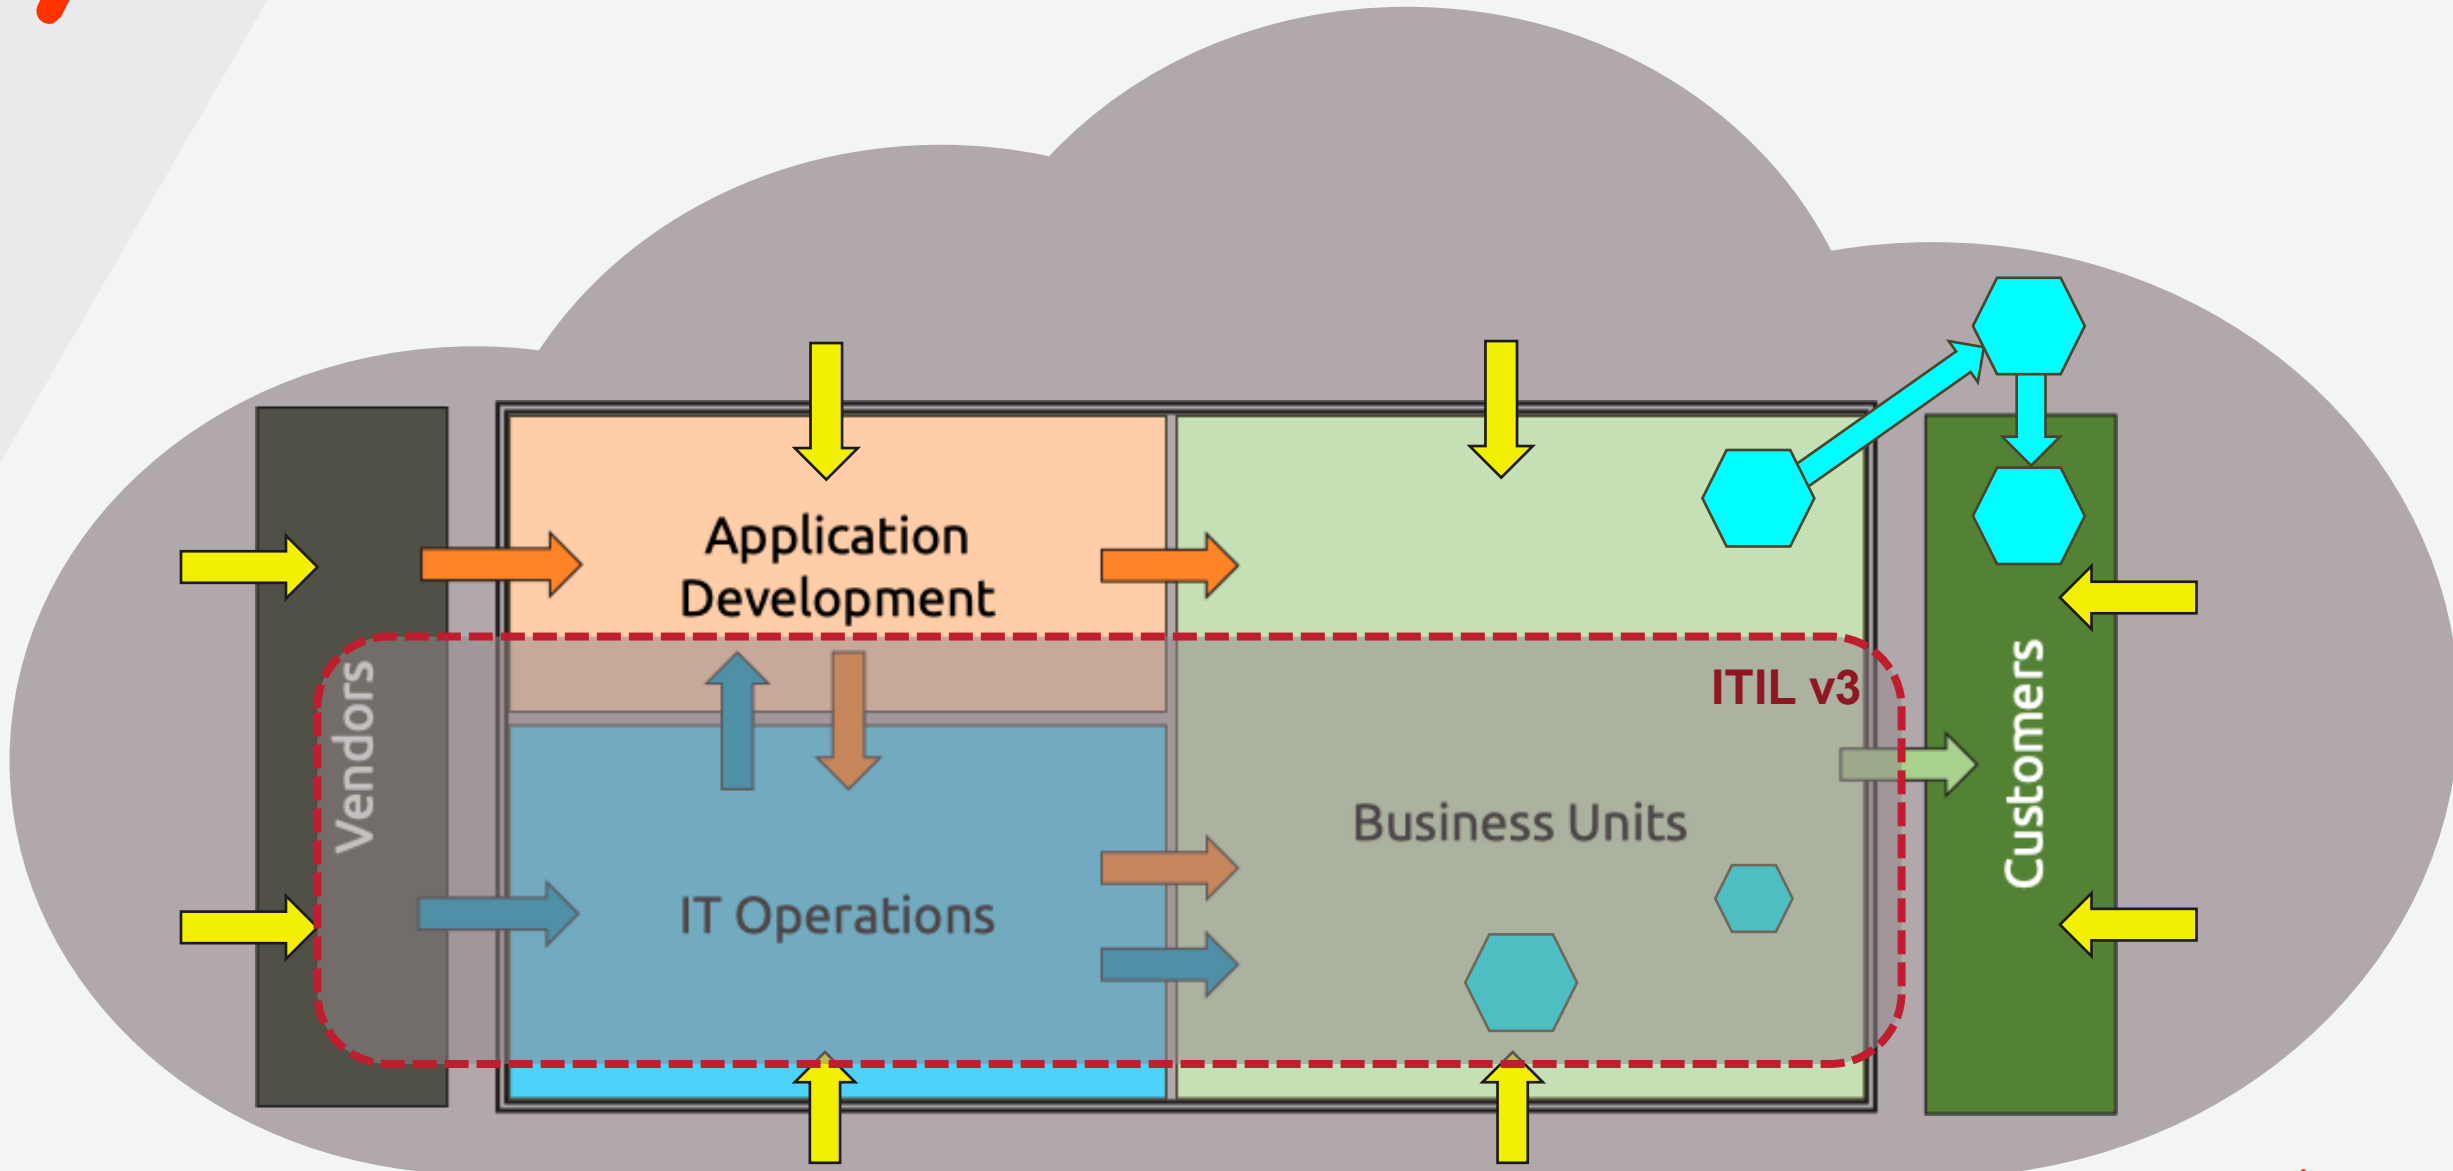 Application
Development
ITIL v3
Vendors
Customers
Business Units
IT Operations